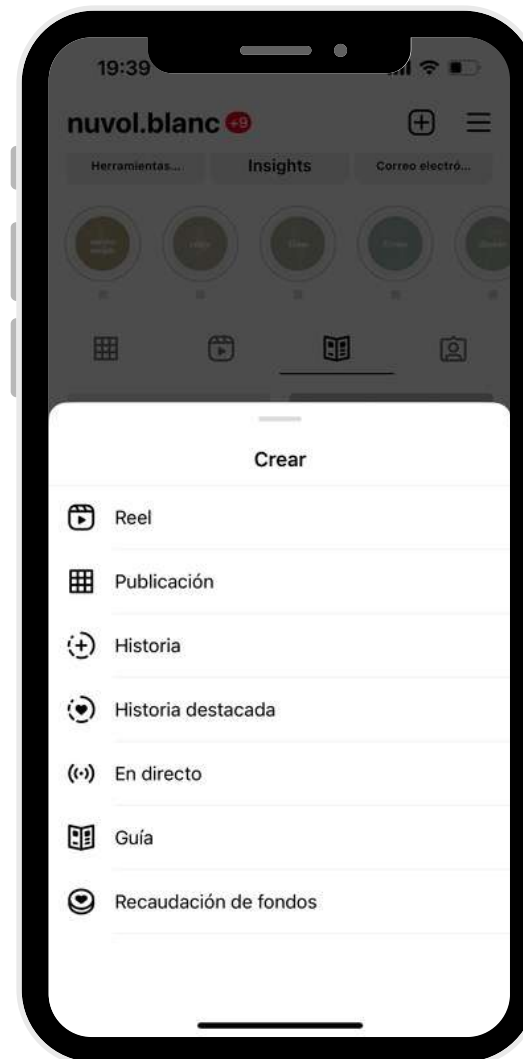 19:39
nuvol.blanc +9
Herramientas... Insights Correo electró...
Crear
Reel
Publicación
Historia
Historia destacada
En directo
Guía
Recaudación de fondos